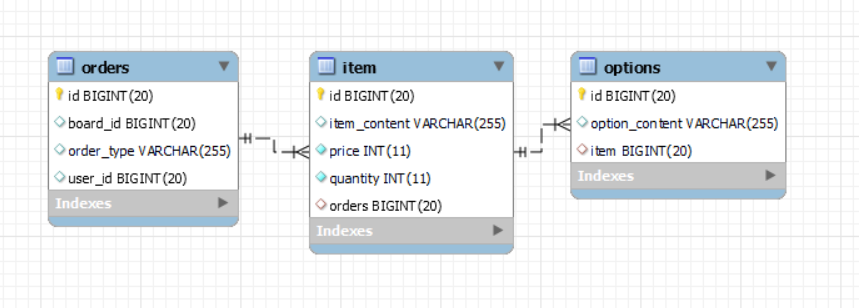 orders
id BIGINT(20)
board_id BIGINT(20)
order_type VARCHAR(255)
user_id BIGINT(20)
Indexes
item
id BIGINT(20)
item_content VARCHAR(255)
price INT(11)
quantity INT(11)
orders BIGINT(20)
Indexes
options
id BIGINT(20)
option_content VARCHAR(255)
item BIGINT(20)
Indexes